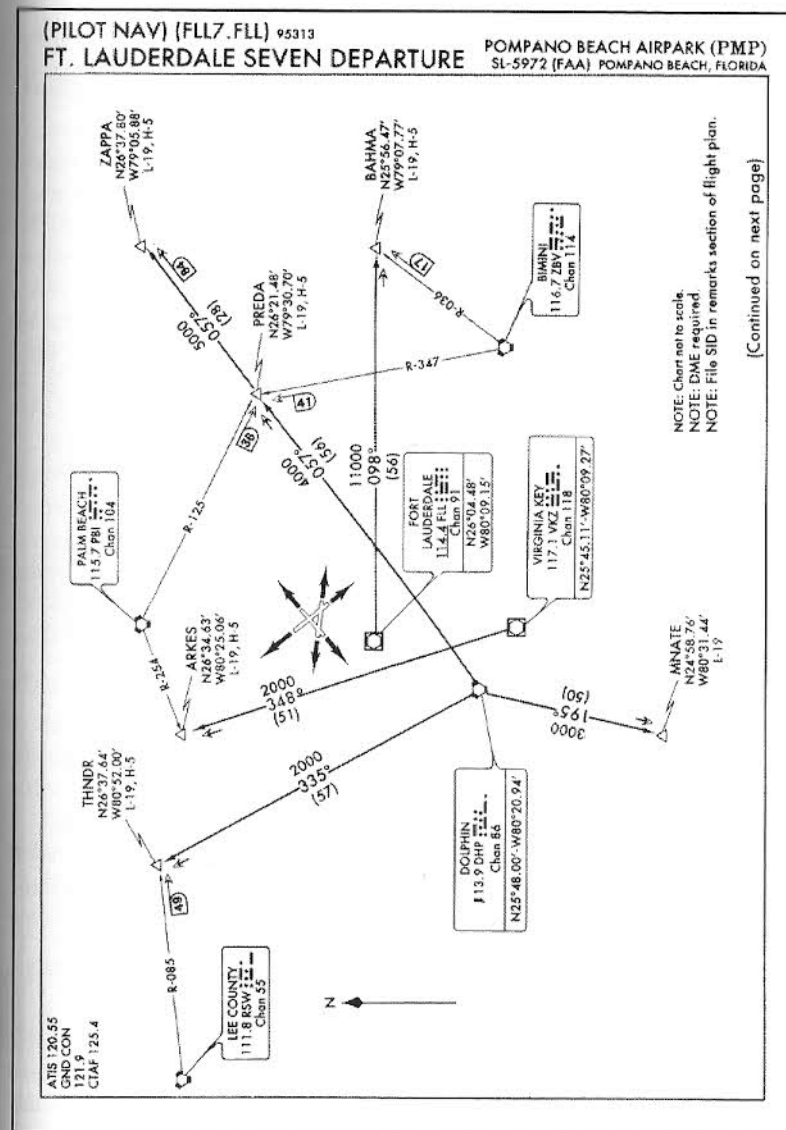 (PILOT NAV) (FLL7.FLL) 95313
FT. LAUDERDALE SEVEN DEPARTURE
POMPANO BEACH AIRPARK (PMP)
SL-5972 (FAA) POMPANO BEACH, FLORIDA
ATIS 120.55
GND CON
121.9
CTAF 125.4
ZAPPA
N26°37.80'
W79°05.88'
L-19, H-5
84
5000
057°
(28)
PREDA
N26°21.48'
W79°30.70'
L-19, H-5
38
41
4000
057°
(56)
BAHMA
N25°56.47'
W79°07.77'
L-19, H-5
17
R-036
BIMINI
116.7 ZBV
Chan 114
R-347
11000
098°
(56)
PALM BEACH
115.7 PBI
Chan 104
R-125
R-254
ARKES
N26°34.63'
W80°25.06'
L-19, H-5
2000
348°
(51)
FORT
LAUDERDALE
114.4 FLL
Chan 91
N26°04.48'
W80°09.15'
VIRGINIA KEY
117.1 VKZ
Chan 118
N25°45.11'-W80°09.27'
THNDR
N26°37.64'
W80°52.00'
L-19, H-5
49
2000
335°
(57)
R-085
LEE COUNTY
111.8 RSW
Chan 55
DOLPHIN
113.9 DHP
Chan 86
N25°48.00'-W80°20.94'
3000
195°
(50)
MNATE
N24°58.76'
W80°31.44'
L-19
N
NOTE: Chart not to scale.
NOTE: DME required.
NOTE: File SID in remarks section of flight plan.
(Continued on next page)